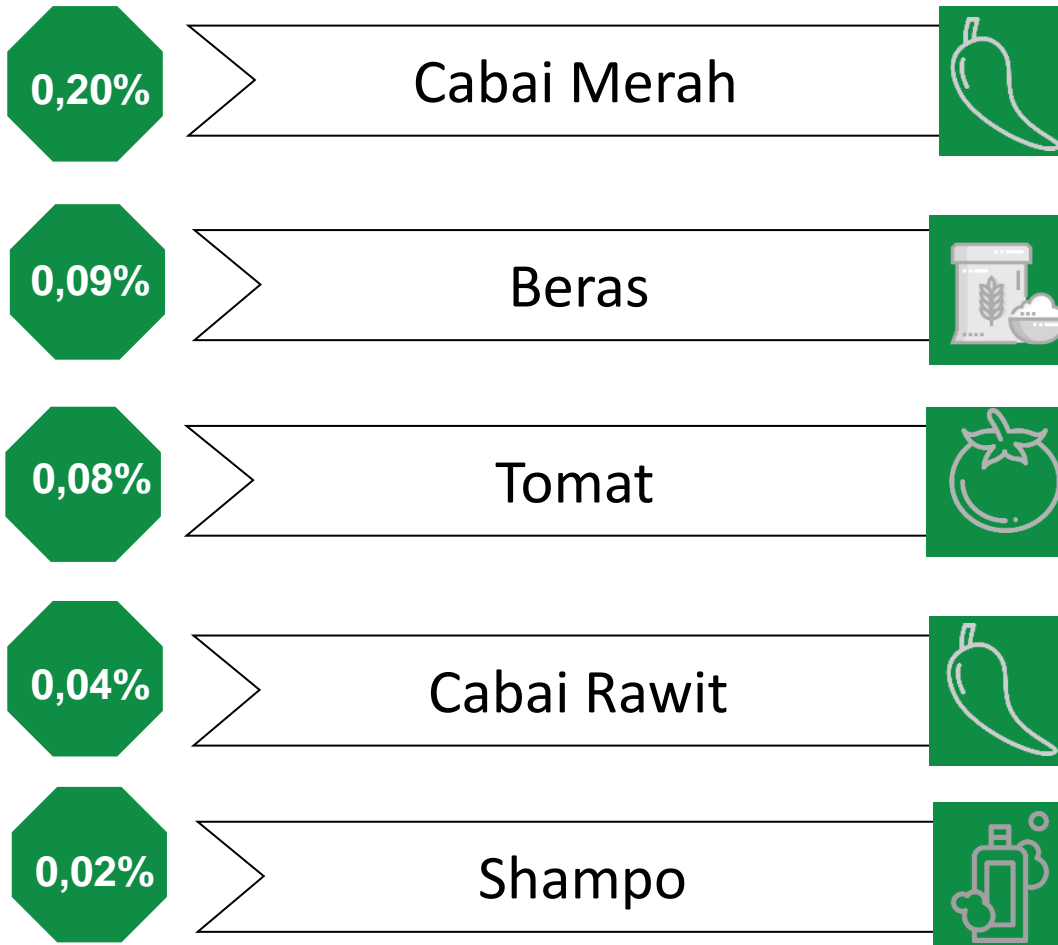 0,20%
Cabai Merah
0,09%
Beras
0,08%
Tomat
0,04%
Cabai Rawit
0,02%
Shampo